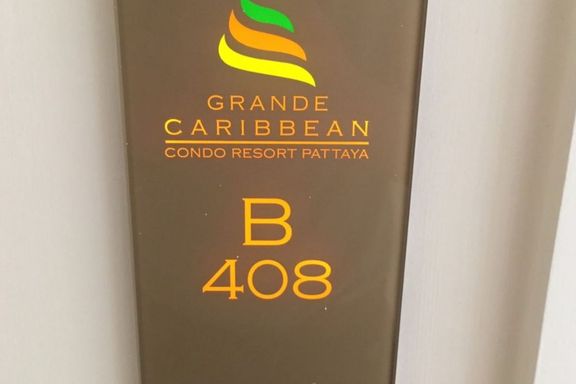 GRANDE
CARIBBEAN
CONDO RESORT PATTAYA
B
408